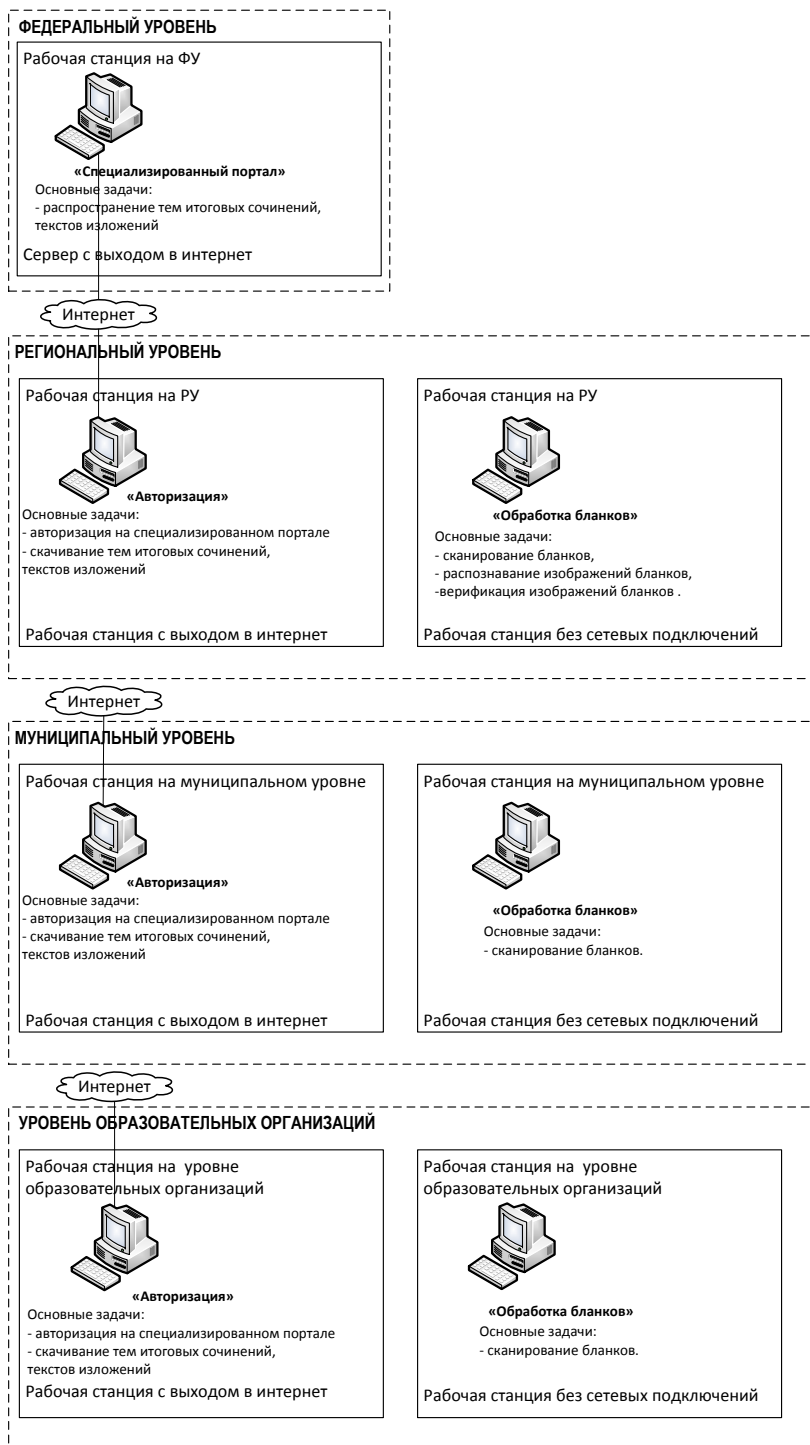 ФЕДЕРАЛЬНЫЙ УРОВЕНЬ
Рабочая станция на ФУ
«Специализированный портал»
Основные задачи:
- распространение тем итоговых сочинений,
текстов изложений
Сервер с выходом в интернет
Интернет
РЕГИОНАЛЬНЫЙ УРОВЕНЬ
Рабочая станция на РУ
«Авторизация»
Основные задачи:
- авторизация на специализированном портале
- скачивание тем итоговых сочинений,
текстов изложений
Рабочая станция с выходом в интернет
Рабочая станция на РУ
«Обработка бланков»
Основные задачи:
- сканирование бланков,
- распознавание изображений бланков,
-верификация изображений бланков .
Рабочая станция без сетевых подключений
Интернет
МУНИЦИПАЛЬНЫЙ УРОВЕНЬ
Рабочая станция на муниципальном уровне
«Авторизация»
Основные задачи:
- авторизация на специализированном портале
- скачивание тем итоговых сочинений,
текстов изложений
Рабочая станция с выходом в интернет
Рабочая станция на муниципальном уровне
«Обработка бланков»
Основные задачи:
- сканирование бланков.
Рабочая станция без сетевых подключений
Интернет
УРОВЕНЬ ОБРАЗОВАТЕЛЬНЫХ ОРГАНИЗАЦИЙ
Рабочая станция на уровне
образовательных организаций
«Авторизация»
Основные задачи:
- авторизация на специализированном портале
- скачивание тем итоговых сочинений,
текстов изложений
Рабочая станция с выходом в интернет
Рабочая станция на уровне
образовательных организаций
«Обработка бланков»
Основные задачи:
- сканирование бланков.
Рабочая станция без сетевых подключений